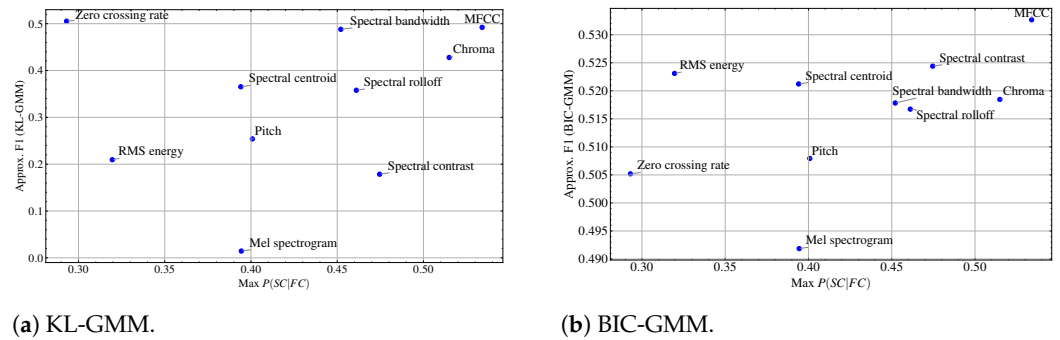 Approx. F1 (KL-GMM)
0.5
0.4
0.3
0.2
0.1
0.0
Zero crossing rate
Spectral bandwidth
MFCC
Chroma
Spectral centroid
Spectral rolloff
Pitch
RMS energy
Spectral contrast
Mel spectrogram
0.30 0.35 0.40 0.45 0.50
Max P(SC|FC)
(a) KL-GMM.
Approx. F1 (BIC-GMM)
0.530
0.525
0.520
0.515
0.510
0.505
0.500
0.495
0.490
MFCC
Spectral contrast
RMS energy
Spectral centroid
Spectral bandwidth
Chroma
Spectral rolloff
Pitch
Zero crossing rate
Mel spectrogram
0.30 0.35 0.40 0.45 0.50
Max P(SC|FC)
(b) BIC-GMM.